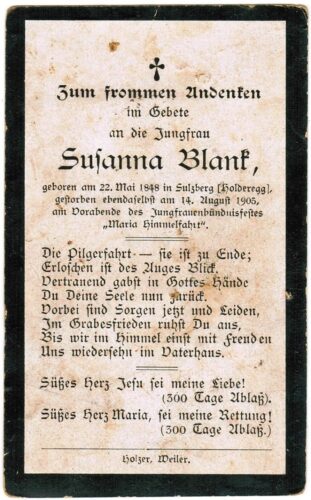 Zum frommen Andenken
im Gebete
an die Jungfrau
Susanna Blank,
geboren am 22. Mai 1848 in Sulzberg [Holderegg],
gestorben ebendaselbst am 14. August 1905,
am Vorabende des Jungfrauenbündnisfestes
„Maria Himmelfahrt".
Die Pilgerfahrt — sie ist zu Ende;
Erloschen ist des Auges Blick.
Vertrauend gabst in Gottes Hände
Du Deine Seele nun zurück.
Vorbei sind Sorgen jetzt und Leiden,
Im Grabesfrieden ruhst Du aus,
Bis wir im Himmel einst mit Freuden
Uns wiedersehn im Vaterhaus.
Süßes Herz Jesu sei meine Liebe!
(300 Tage Ablaß.)
Süßes Herz Maria, sei meine Rettung!
(300 Tage Ablaß).
Holzer, Weiler.